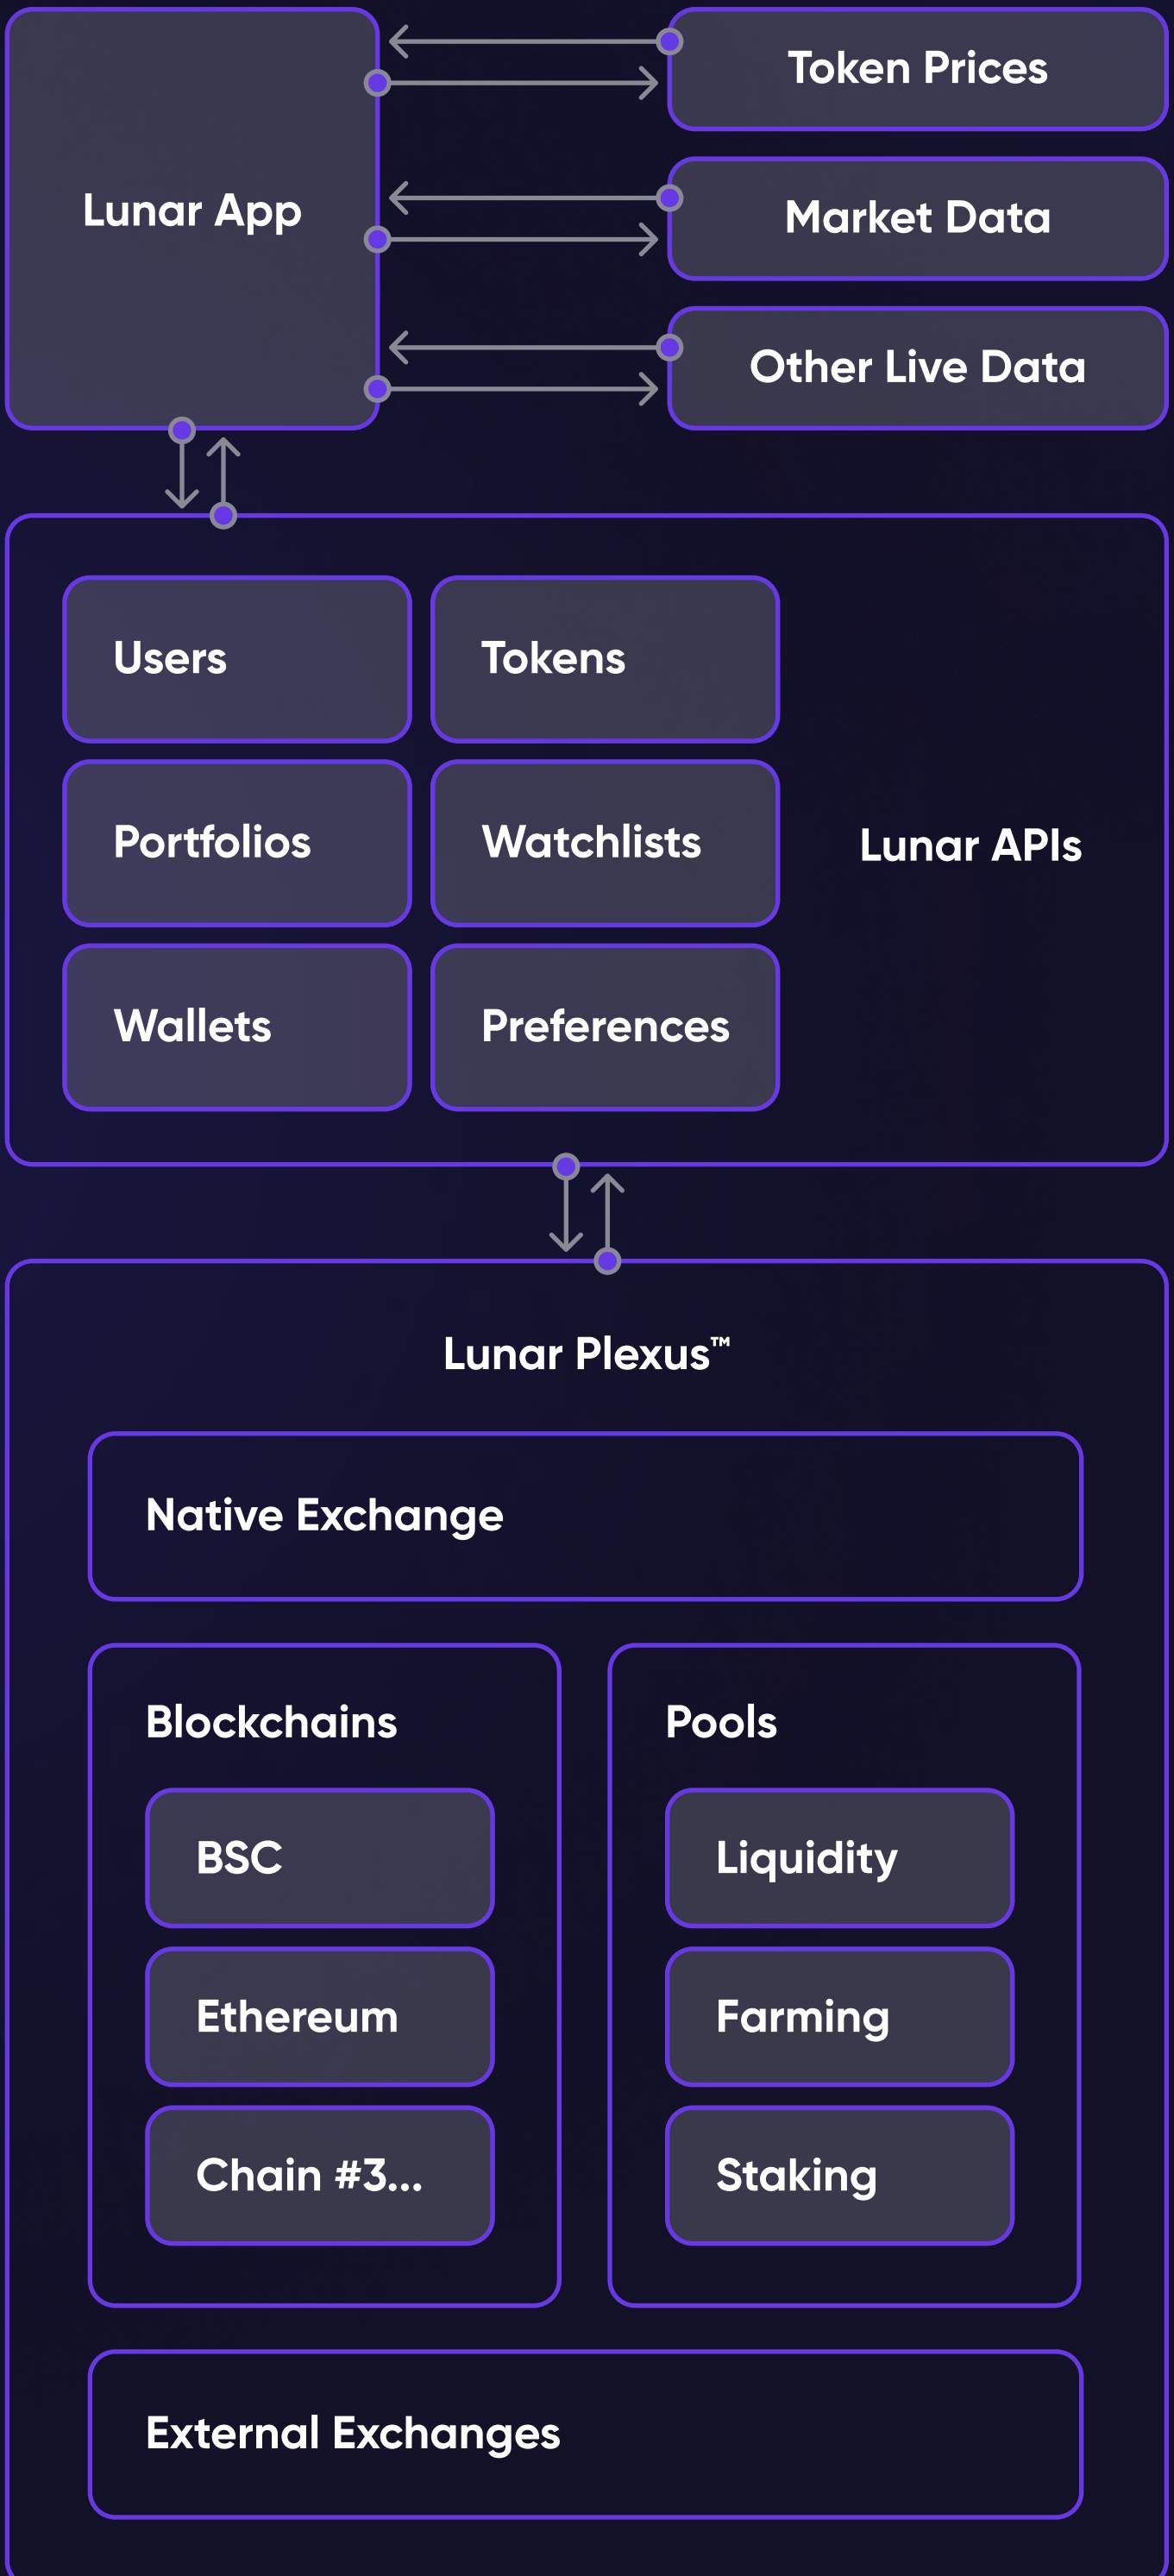 Lunar App
Token Prices
Market Data
Other Live Data
Users
Tokens
Portfolios
Watchlists
Lunar APIs
Wallets
Preferences
Lunar Plexus™
Native Exchange
Blockchains
BSC
Ethereum
Chain #3...
Pools
Liquidity
Farming
Staking
External Exchanges